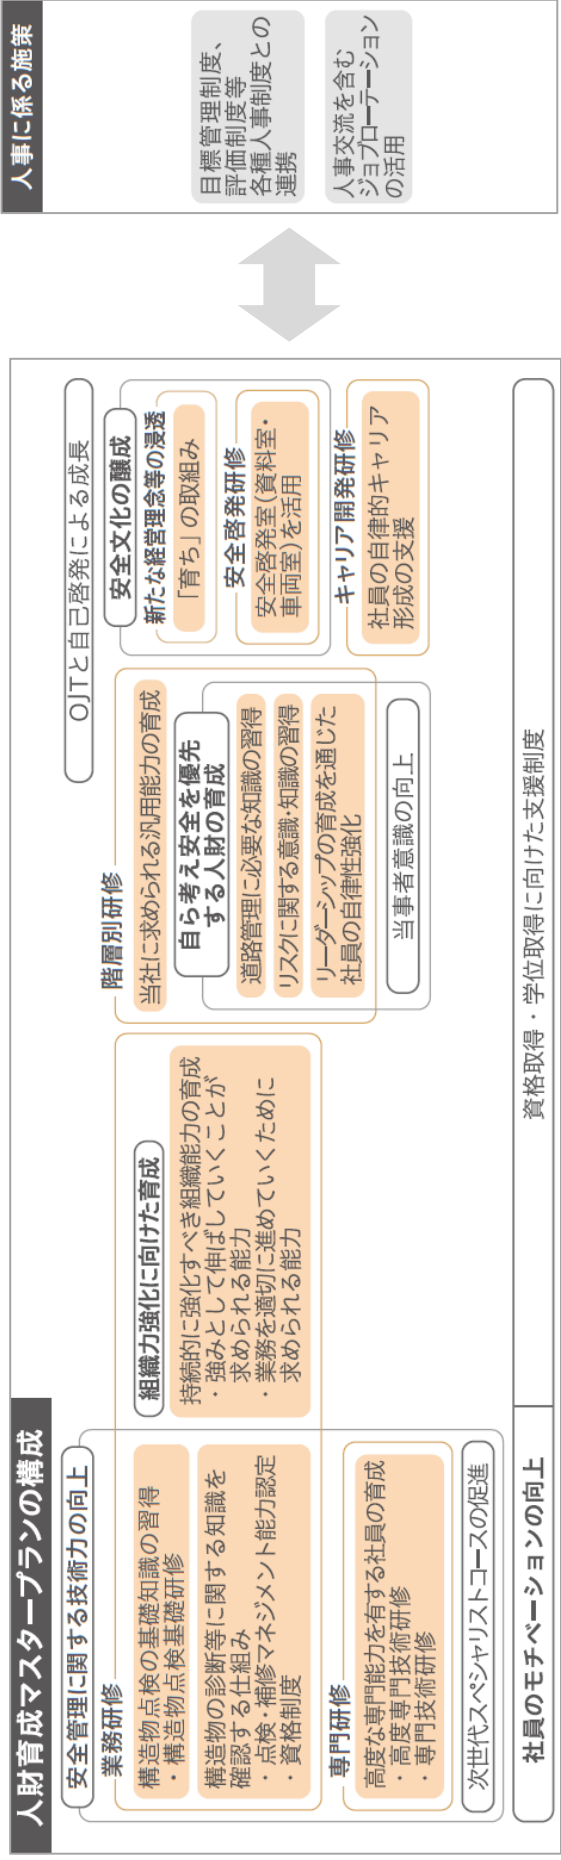 人財育成マスタープランの構成
安全管理に関する技術力の向上
業務研修
構造物点検の基礎知識の習得
・構造物点検基礎研修
構造物の診断等に関する知識を
確認する仕組み
・点検・補修マネジメント能力認定
・資格制度
専門研修
高度な専門能力を有する社員の育成
・高度専門技術研修
・専門技術研修
次世代スペシャリストコースの促進
組織力強化に向けた育成
持続的に強化すべき組織能力の育成
・強みとして伸ばしていくことが
求められる能力
・業務を適切に進めていくために
求められる能力
階層別研修
当社に求められる汎用能力の育成
自ら考え安全を優先
する人財の育成
道路管理に必要な知識の習得
リスクに関する意識・知識の習得
リーダーシップの育成を通じた
社員の自律性強化
当事者意識の向上
OJTと自己啓発による成長
安全文化の醸成
新たな経営理念等の浸透
「育ち」の取組み
安全啓発研修
安全啓発室（資料室・
車両室）を活用
キャリア開発研修
社員の自律的キャリア
形成の支援
社員のモチベーションの向上
資格取得・学位取得に向けた支援制度
人事に係る施策
目標管理制度、
評価制度等
各種人事制度との
連携
人事交流を含む
ジョブローテーション
の活用